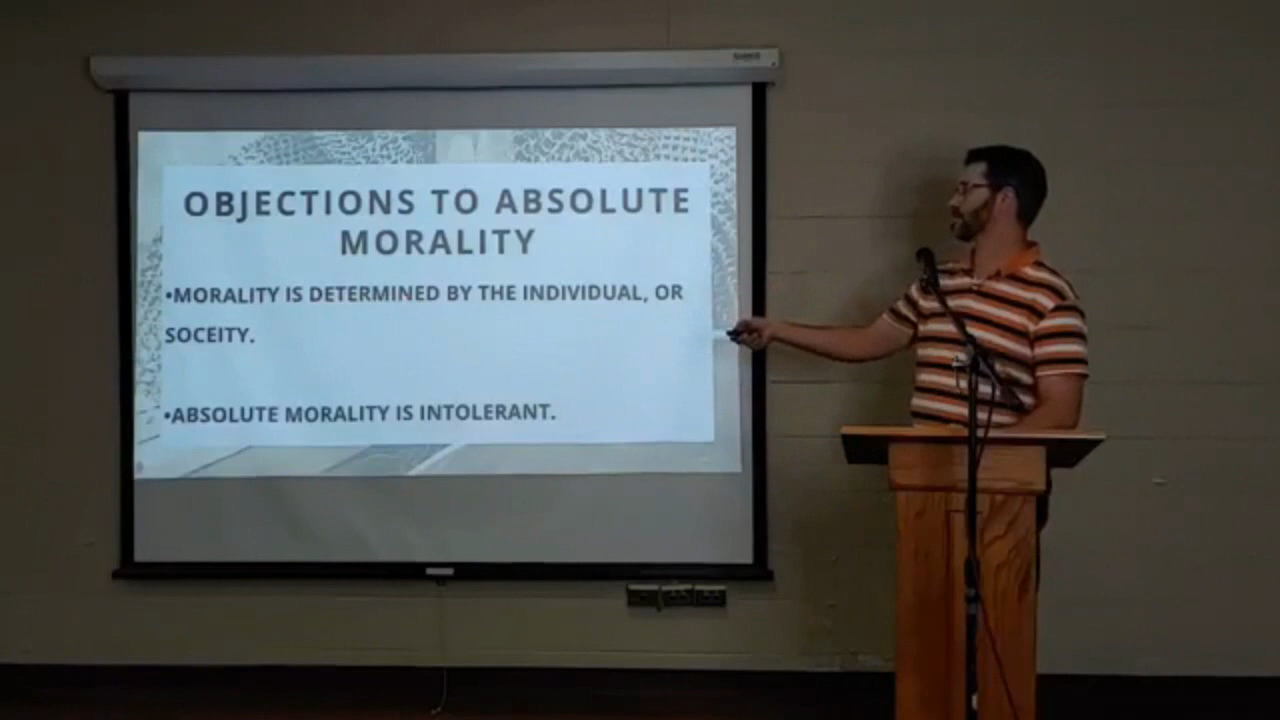 OBJECTIONS TO ABSOLUTE
MORALITY
•MORALITY IS DETERMINED BY THE INDIVIDUAL, OR
SOCEITY.
•ABSOLUTE MORALITY IS INTOLERANT.